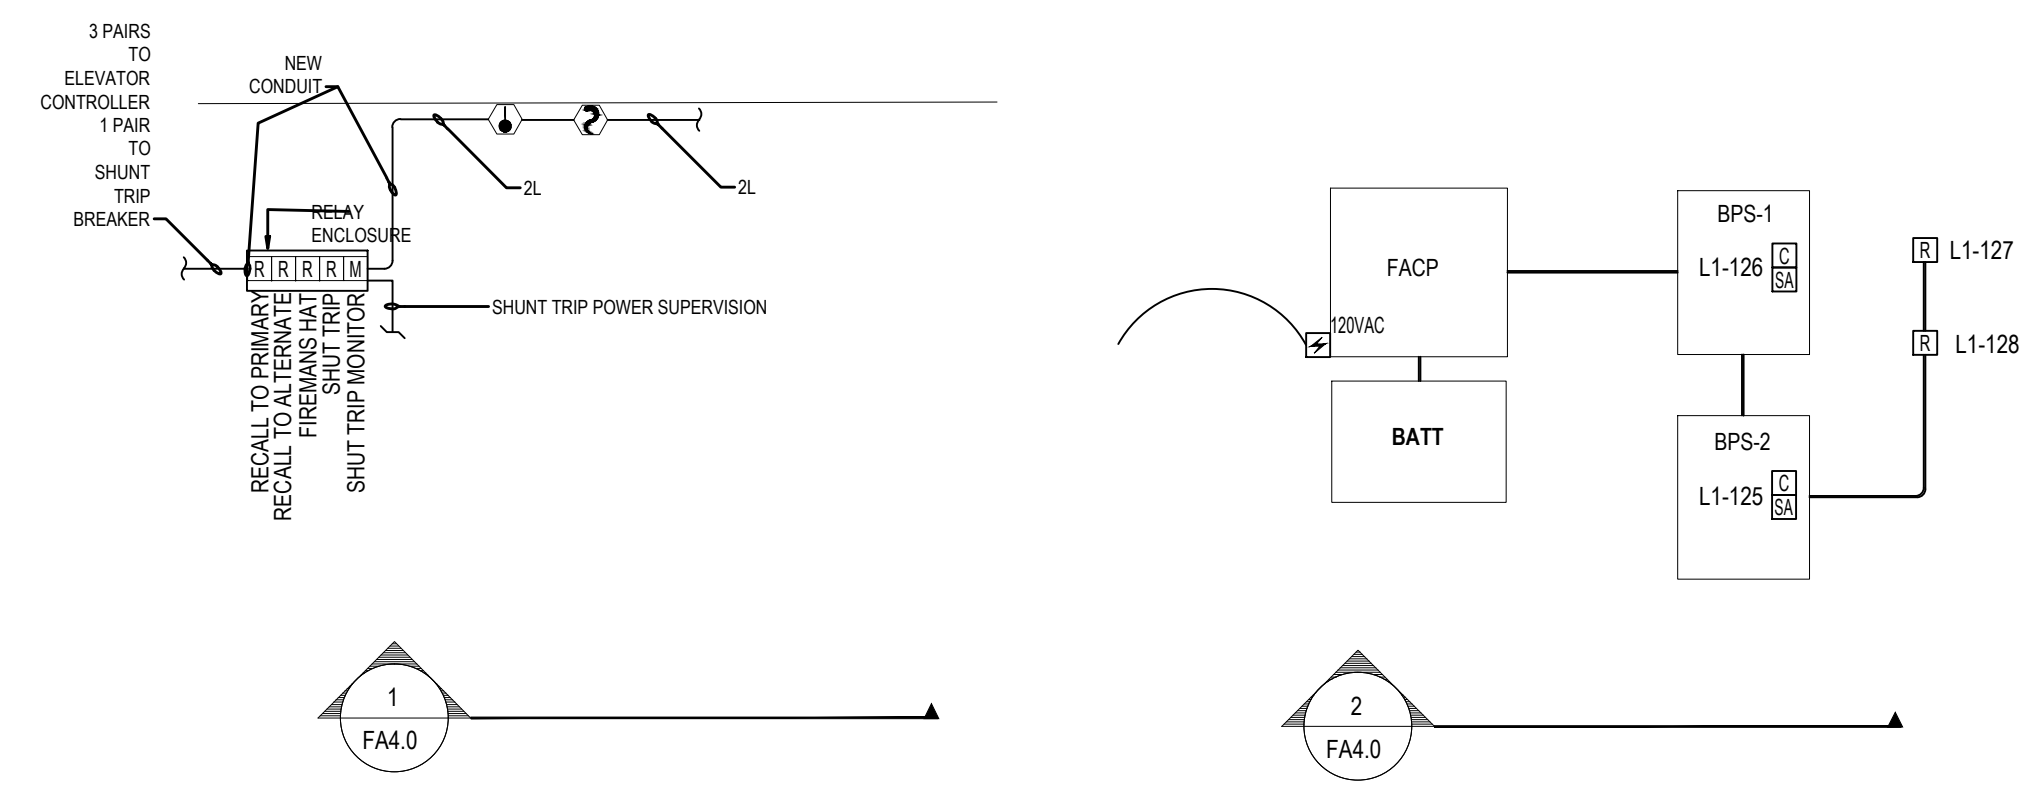 3 PAIRS
TO
ELEVATOR
CONTROLLER
1 PAIR
TO
SHUNT
TRIP
BREAKER
NEW
CONDUIT
2L
2L
RELAY
ENCLOSURE
R R R R M
SHUNT TRIP POWER SUPERVISION
RECALL TO PRIMARY
RECALL TO ALTERNATE
FIREMANS HAT
SHUT TRIP
SHUT TRIP MONITOR
1
FA4.0
FACP
120VAC
BATT
BPS-1
L1-126
C
SA
BPS-2
L1-125
C
SA
R L1-127
R L1-128
2
FA4.0